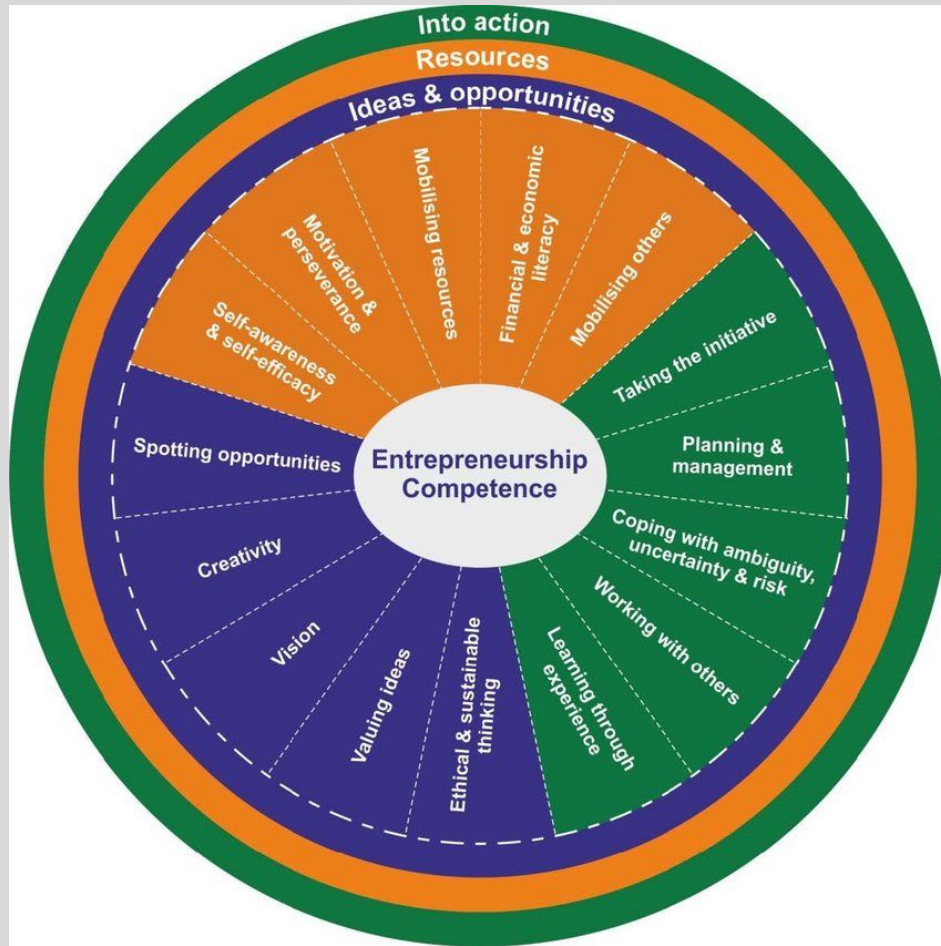 Into action
Resources
Ideas & opportunities
Mobilising resources
Financial & economic
literacy
Mobilising others
Motivation &
perseverance
Self-awareness
& self-efficacy
Taking the initiative
Planning &
management
Coping with ambiguity,
uncertainty & risk
Working with others
Learning through
experience
Ethical & sustainable
thinking
Valuing ideas
Vision
Creativity
Spotting opportunities
Entrepreneurship
Competence